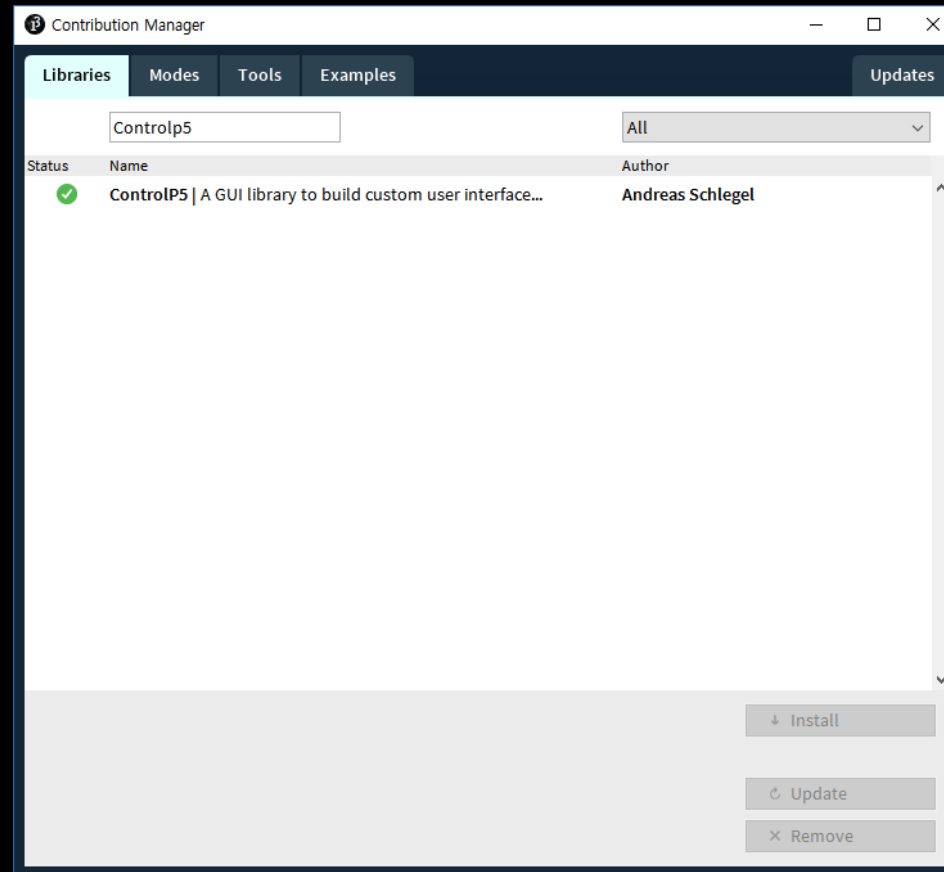 Contribution Manager
Libraries Modes Tools Examples Updates
Controlp5 All
Status Name Author
ControlP5 | A GUI library to build custom user interface... Andreas Schlegel
Install
Update
Remove